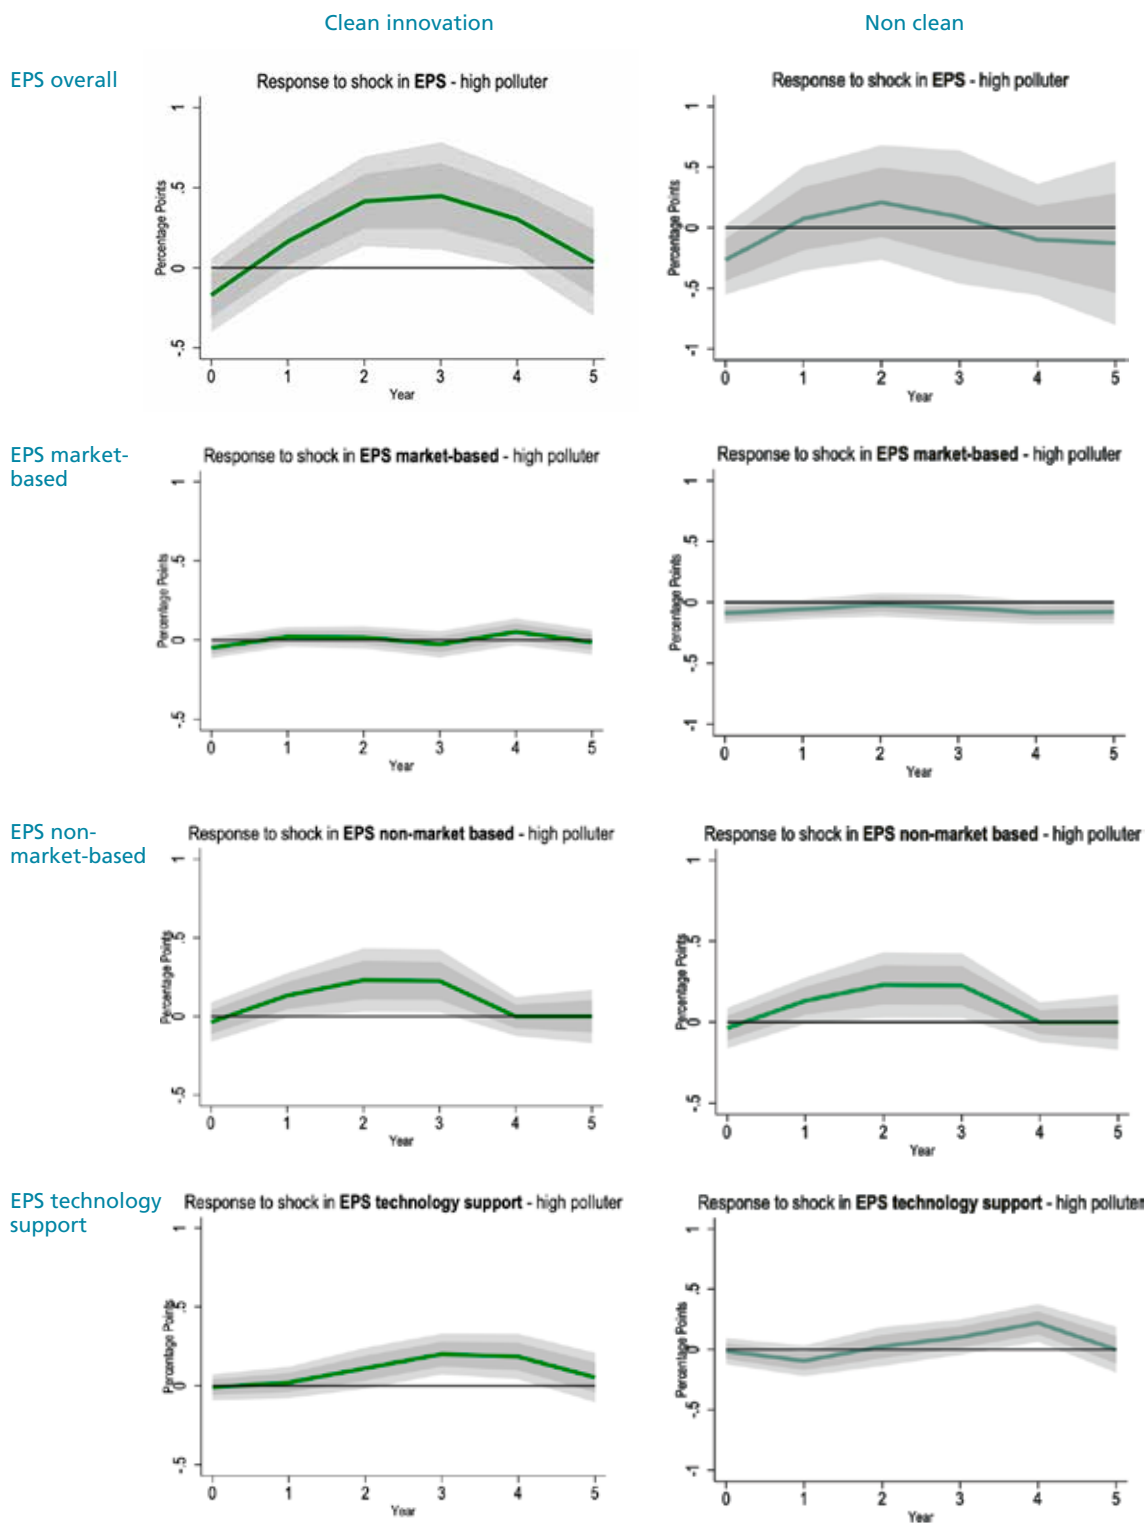 Clean innovation
Non clean
EPS overall
Response to shock in EPS - high polluter
Percentage Points
1
.5
0
-.5
0 1 2 3 4 5
Year
Response to shock in EPS - high polluter
Percentage Points
1
.5
0
-.5
-1
0 1 2 3 4 5
Year
EPS market-
based
Response to shock in EPS market-based - high polluter
Percentage Points
1
.5
0
-.5
0 1 2 3 4 5
Year
Response to shock in EPS market-based - high polluter
Percentage Points
1
.5
0
-.5
-1
0 1 2 3 4 5
Year
EPS non-
market-based
Response to shock in EPS non-market based - high polluter
Percentage Points
1
.5
0
-.5
0 1 2 3 4 5
Year
Response to shock in EPS non-market based - high polluter
Percentage Points
1
.5
0
-.5
0 1 2 3 4 5
Year
EPS technology
support
Response to shock in EPS technology support - high polluter
Percentage Points
1
.5
0
-.5
0 1 2 3 4 5
Year
Response to shock in EPS technology support - high polluter
Percentage Points
1
.5
0
-.5
-1
0 1 2 3 4 5
Year